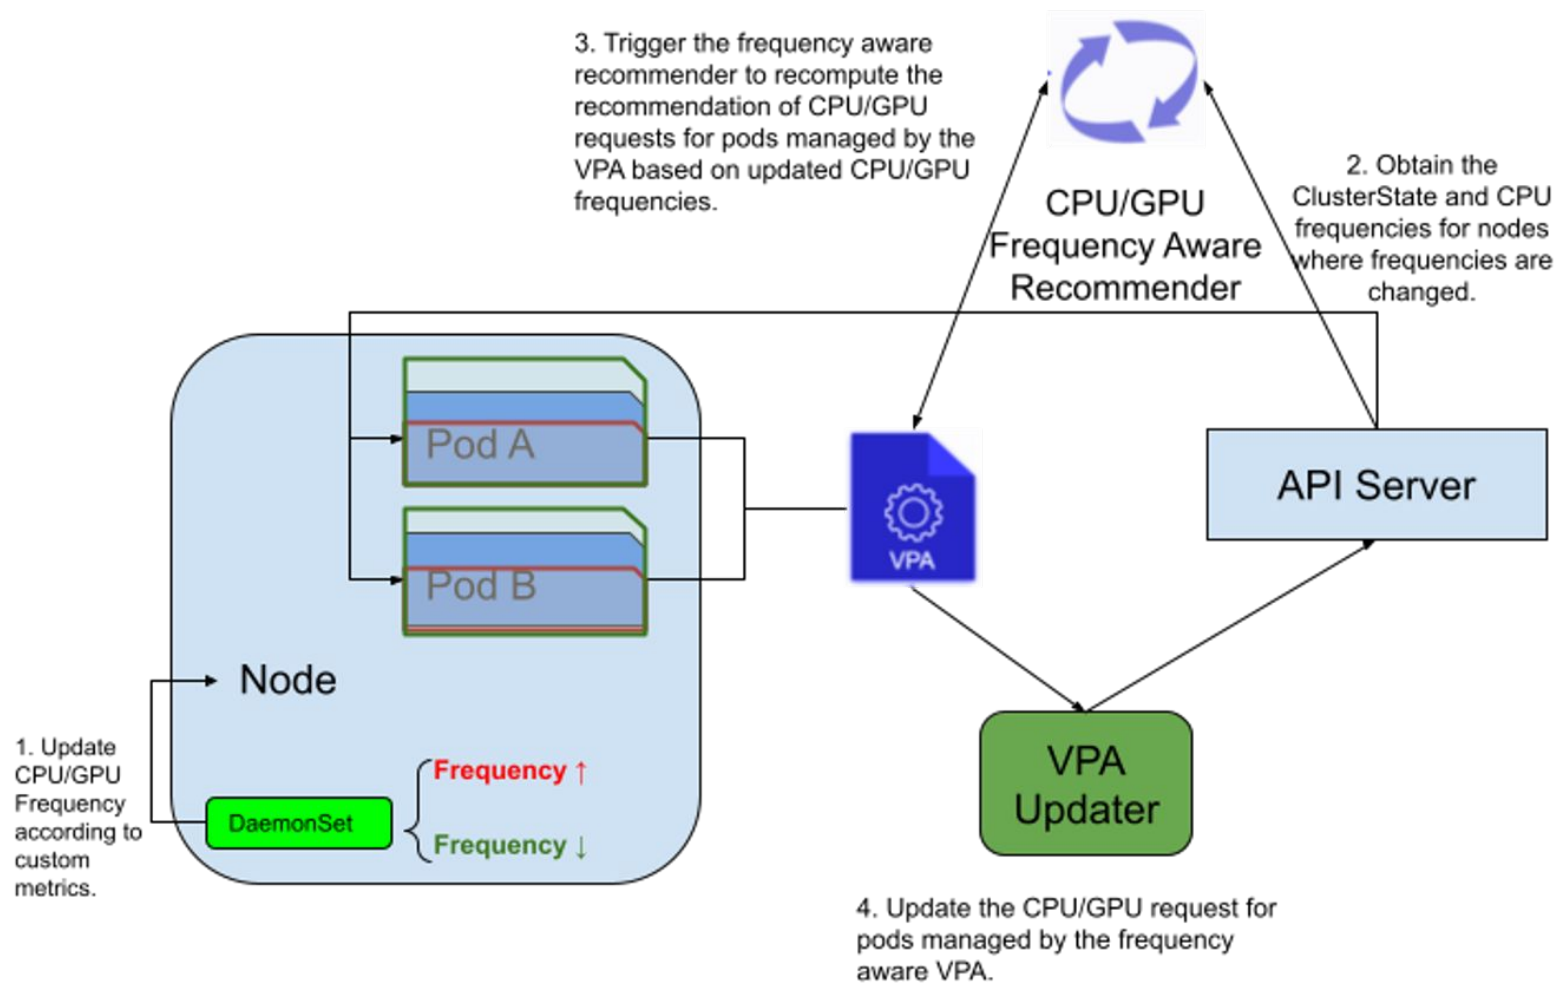 3. Trigger the frequency aware
recommender to recompute the
recommendation of CPU/GPU
requests for pods managed by the
VPA based on updated CPU/GPU
frequencies.
CPU/GPU
Frequency Aware
Recommender
2. Obtain the
ClusterState and CPU
frequencies for nodes
where frequencies are
changed.
Pod A
Pod B
VPA
API Server
Node
1. Update
CPU/GPU
Frequency
according to
custom
metrics.
DaemonSet
Frequency ↑
Frequency ↓
VPA
Updater
4. Update the CPU/GPU request for
pods managed by the frequency
aware VPA.